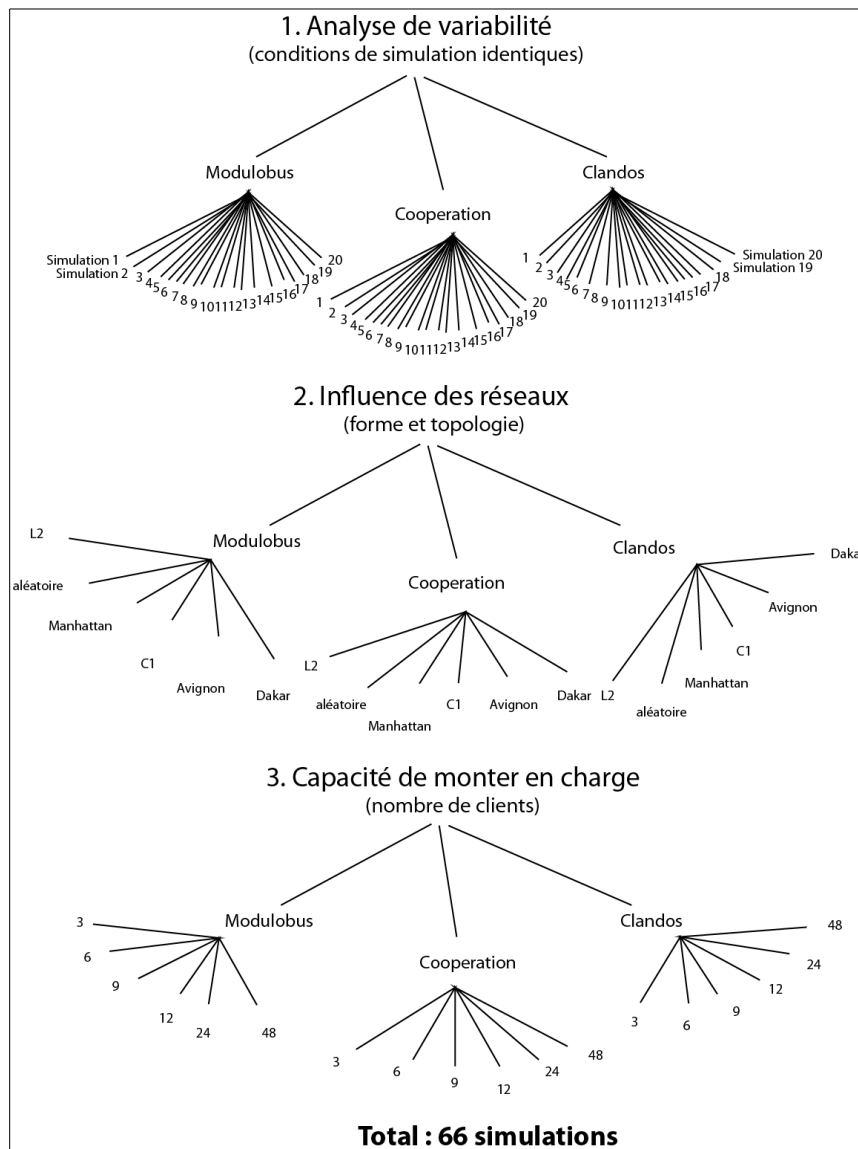 1. Analyse de variabilité
(conditions de simulation identiques)
Modulobus
Simulation 1
Simulation 2
3
4
5
6
7
8
9
10
11
12
13
14
15
16
17
18
19
20
Cooperation
1
2
3
4
5
6
7
8
9
10
11
12
13
14
15
16
17
18
19
20
Clandos
1
2
3
4
5
6
7
8
9
10
11
12
13
14
15
16
17
18
Simulation 19
Simulation 20
2. Influence des réseaux
(forme et topologie)
Modulobus
L2
aléatoire
Manhattan
C1
Avignon
Dakar
Cooperation
L2
aléatoire
Manhattan
C1
Avignon
Dakar
Clandos
L2
aléatoire
Manhattan
C1
Avignon
Daka
3. Capacité de monter en charge
(nombre de clients)
Modulobus
3
6
9
12
24
48
Cooperation
3
6
9
12
24
48
Clandos
3
6
9
12
24
48
Total : 66 simulations